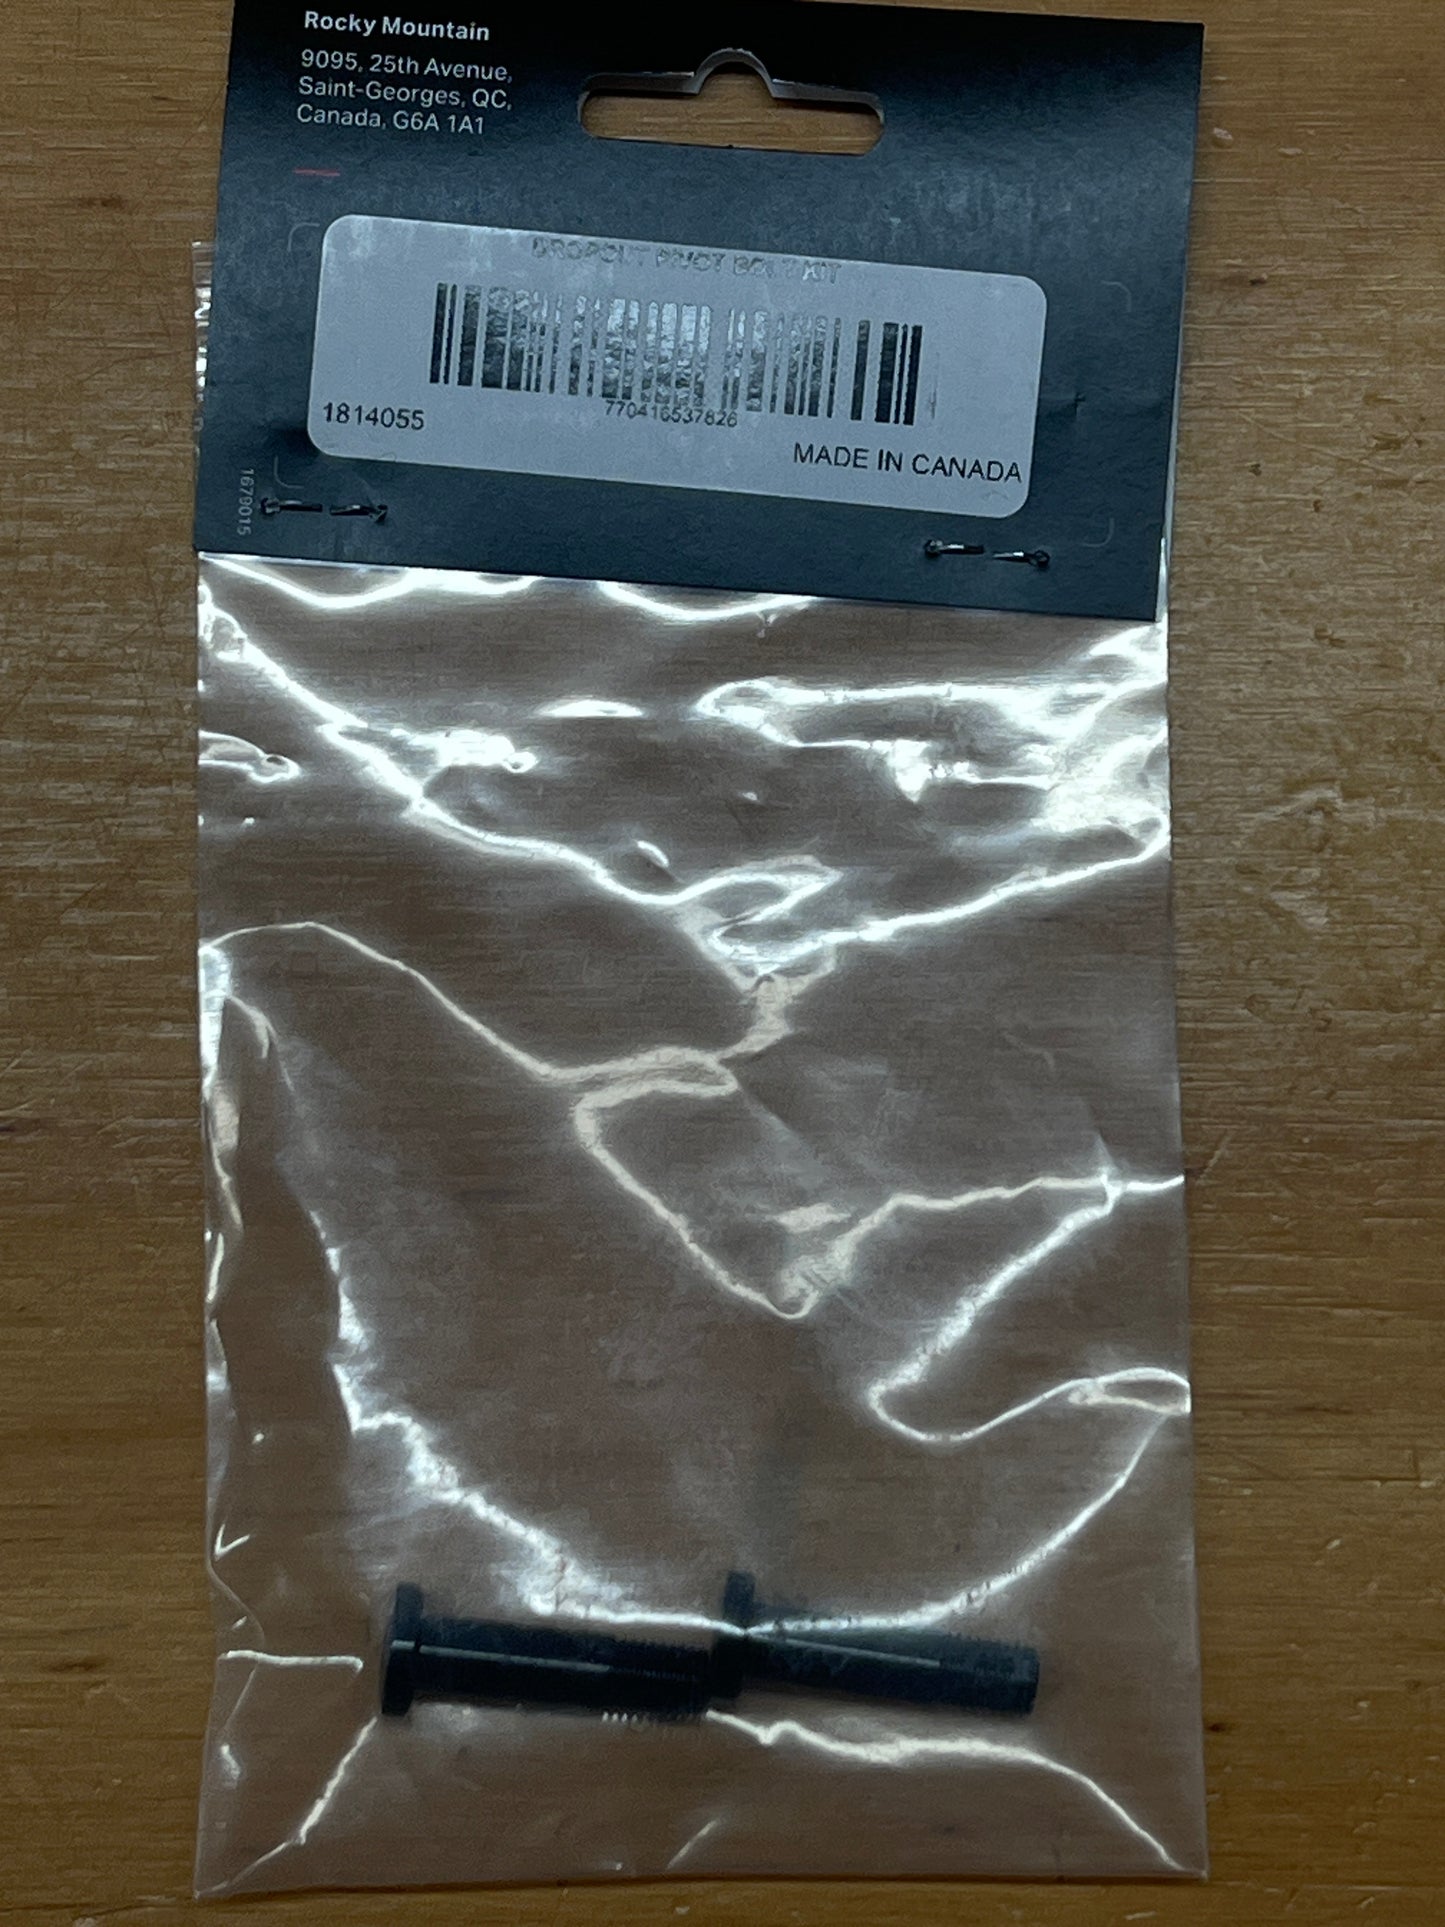 Rocky Mountain
9095, 25th Avenue,
Saint-Georges, QC,
Canada, G6A 1A1
DROPOUT PIVOT BOLT KIT
770416537826
1814055
MADE IN CANADA
1679015